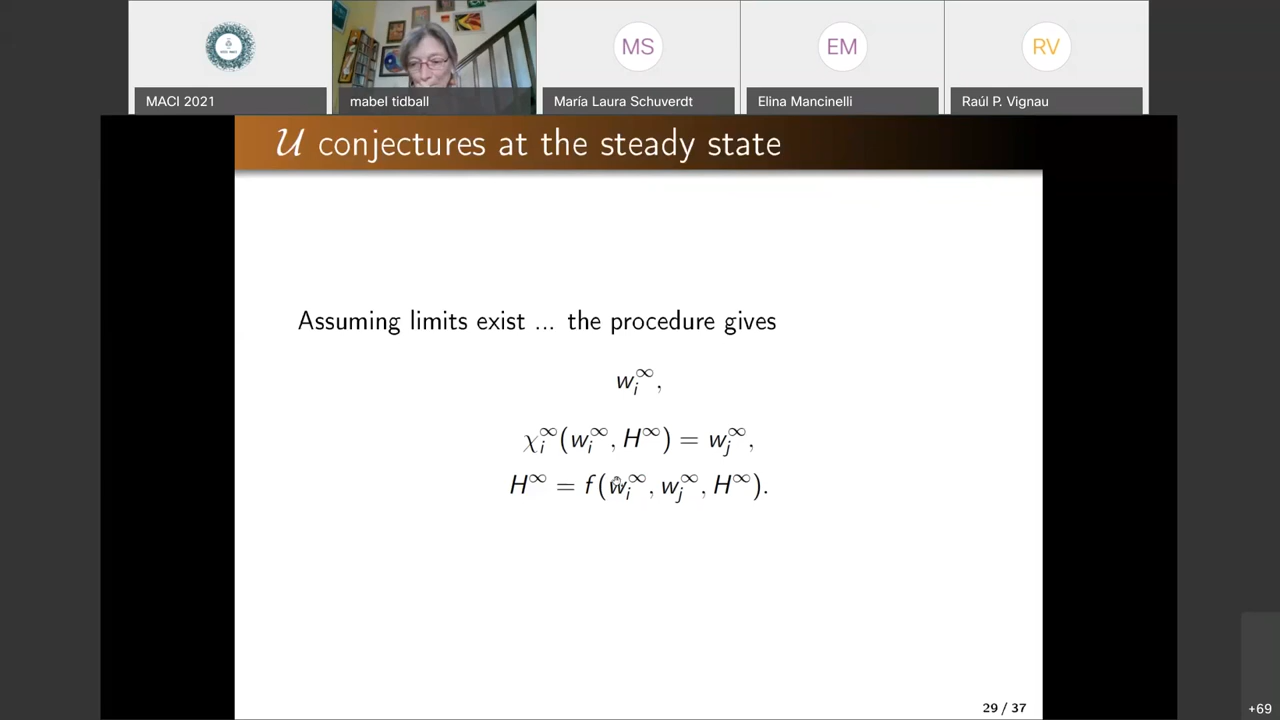 MS
EM
RV
MACI 2021
mabel tidball
María Laura Schuverdt
Elina Mancinelli
Raúl P. Vignau
𝒰 conjectures at the steady state
Assuming limits exist ... the procedure gives
w_i^∞,
χ_i^∞(w_i^∞, H^∞) = w_j^∞,
H^∞ = f(w_i^∞, w_j^∞, H^∞).
29 / 37
+69